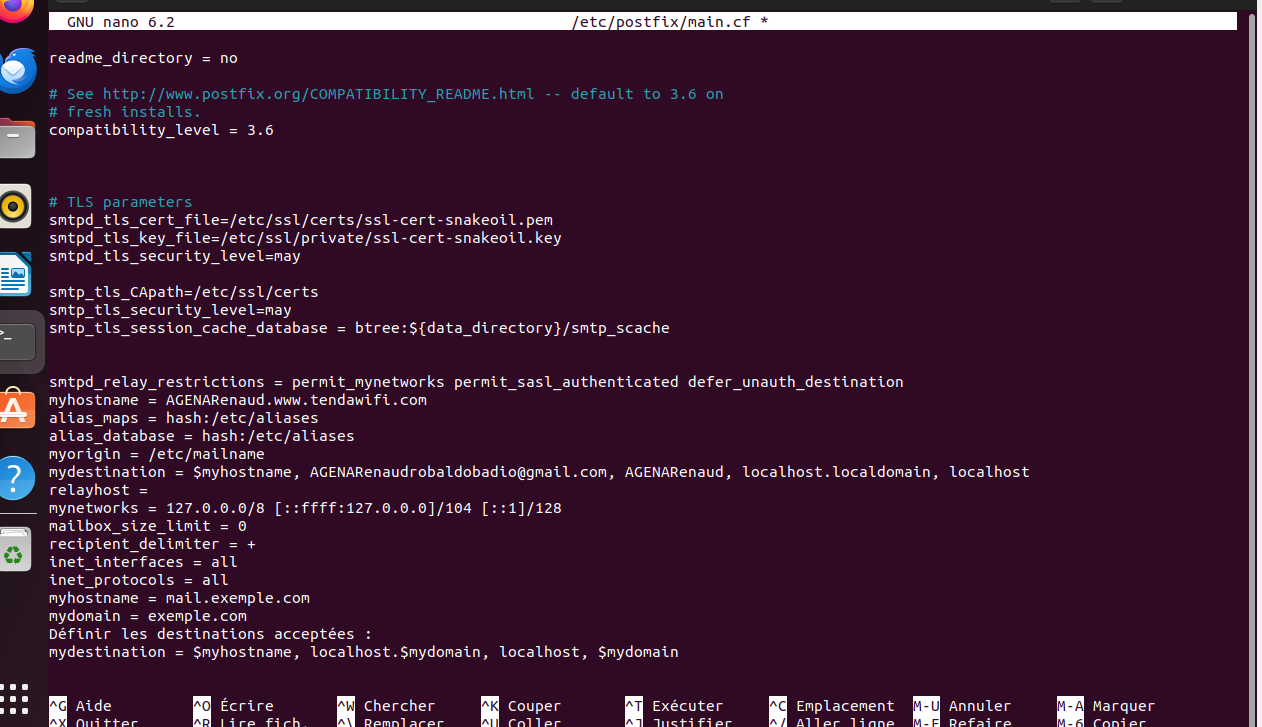 GNU nano 6.2 /etc/postfix/main.cf *
readme_directory = no
# See http://www.postfix.org/COMPATIBILITY_README.html -- default to 3.6 on
# fresh installs.
compatibility_level = 3.6
# TLS parameters
smtpd_tls_cert_file=/etc/ssl/certs/ssl-cert-snakeoil.pem
smtpd_tls_key_file=/etc/ssl/private/ssl-cert-snakeoil.key
smtpd_tls_security_level=may
smtp_tls_CApath=/etc/ssl/certs
smtp_tls_security_level=may
smtp_tls_session_cache_database = btree:${data_directory}/smtp_scache
smtpd_relay_restrictions = permit_mynetworks permit_sasl_authenticated defer_unauth_destination
myhostname = AGENARenaud.www.tendawifi.com
alias_maps = hash:/etc/aliases
alias_database = hash:/etc/aliases
myorigin = /etc/mailname
mydestination = $myhostname, AGENARenaudrobaldobadio@gmail.com, AGENARenaud, localhost.localdomain, localhost
relayhost =
mynetworks = 127.0.0.0/8 [::ffff:127.0.0.0]/104 [::1]/128
mailbox_size_limit = 0
recipient_delimiter = +
inet_interfaces = all
inet_protocols = all
myhostname = mail.exemple.com
mydomain = exemple.com
Définir les destinations acceptées :
mydestination = $myhostname, localhost.$mydomain, localhost, $mydomain
^G Aide ^O Écrire ^W Chercher ^K Couper ^T Exécuter ^C Emplacement M-U Annuler M-A Marquer
^X Quitter ^R Lire fich. ^\ Remplacer ^U Coller ^J Justifier ^/ Aller ligne M-E Refaire M-6 Copier